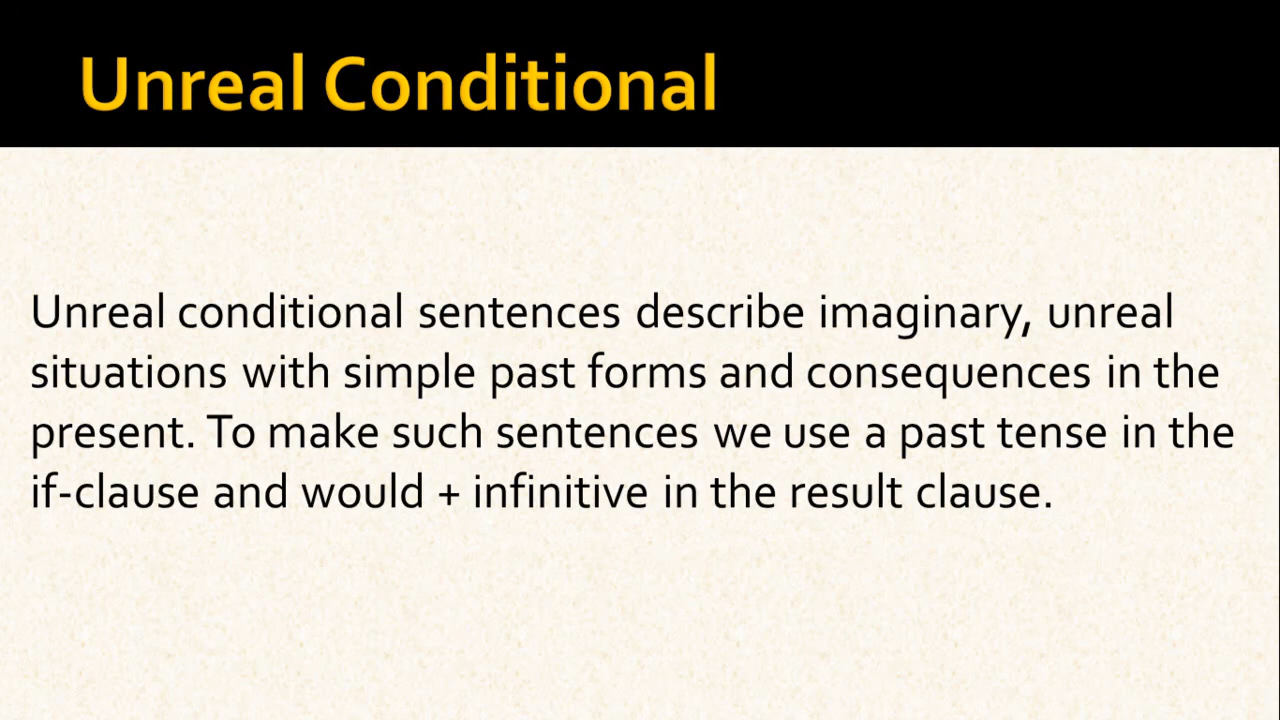 Unreal Conditional
Unreal conditional sentences describe imaginary, unreal
situations with simple past forms and consequences in the
present. To make such sentences we use a past tense in the
if-clause and would + infinitive in the result clause.